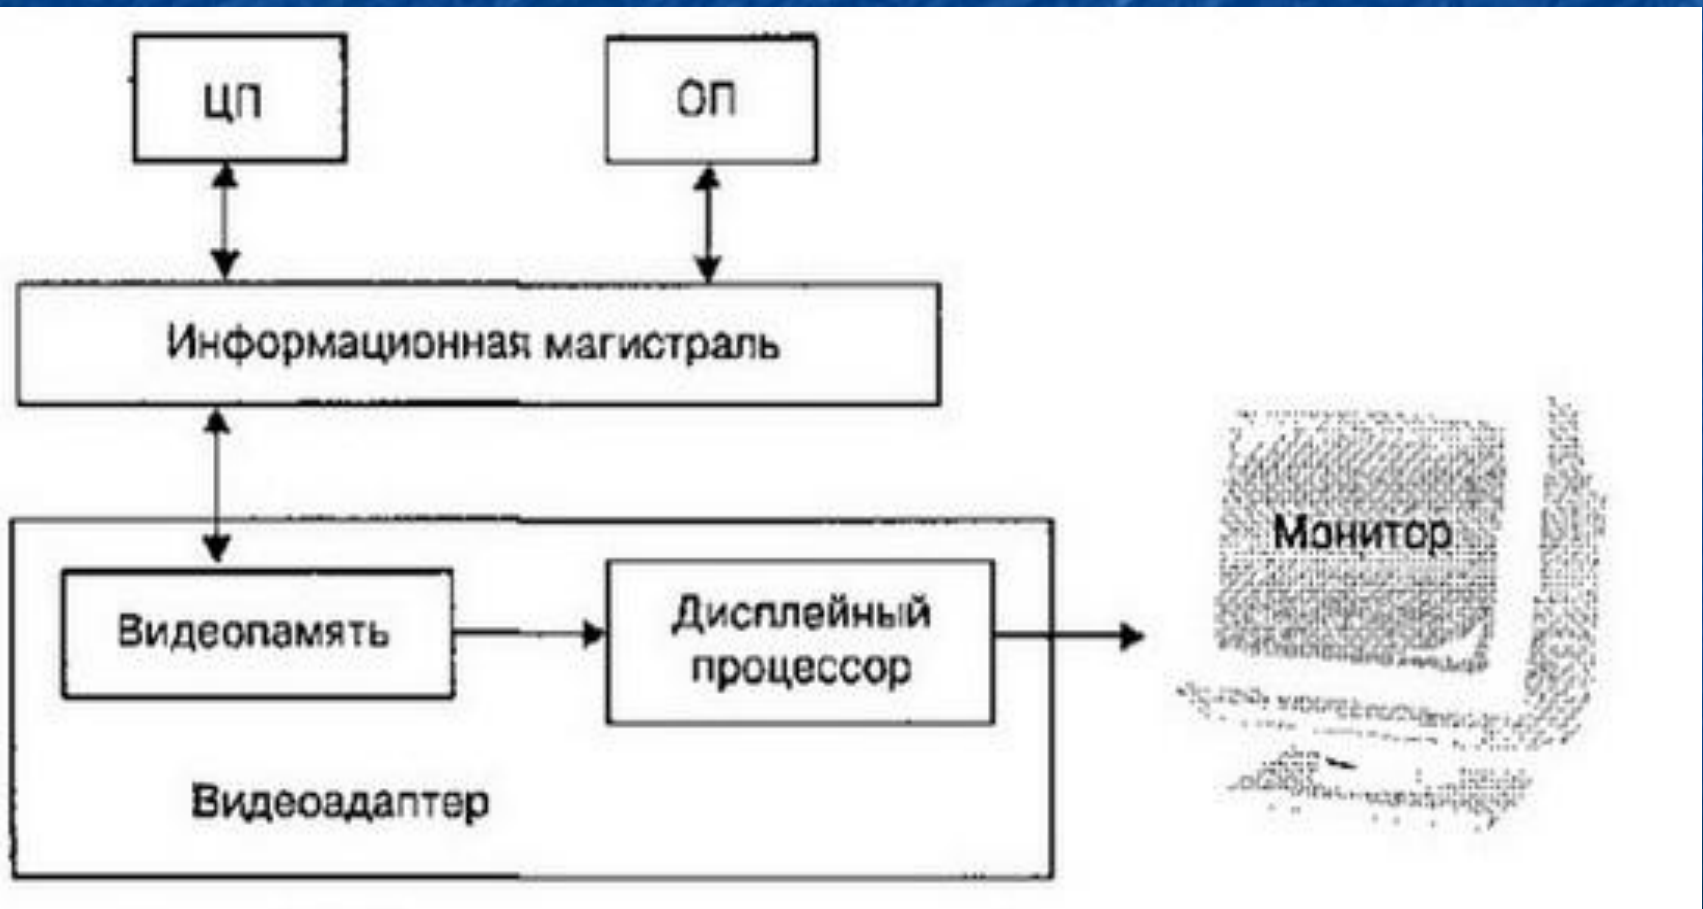 ЦП
ОП
Информационная магистраль
Монитор
Видеопамять
Дисплейный
процессор
Видеоадаптер